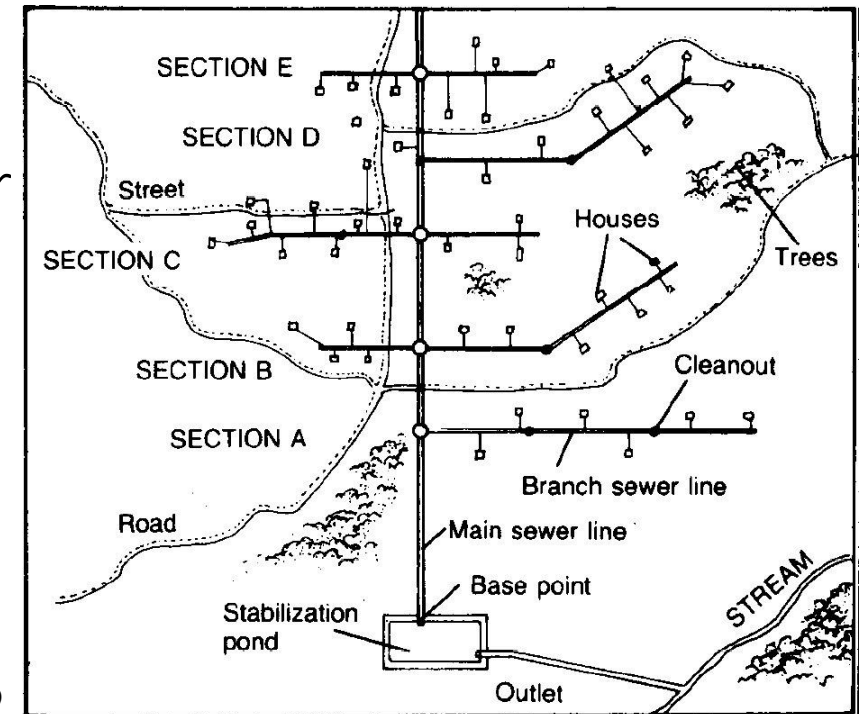 SECTION E
SECTION D
Street
Houses
Trees
SECTION C
SECTION B
Cleanout
SECTION A
Branch sewer line
Road
Main sewer line
Base point
Stabilization
pond
STREAM
Outlet